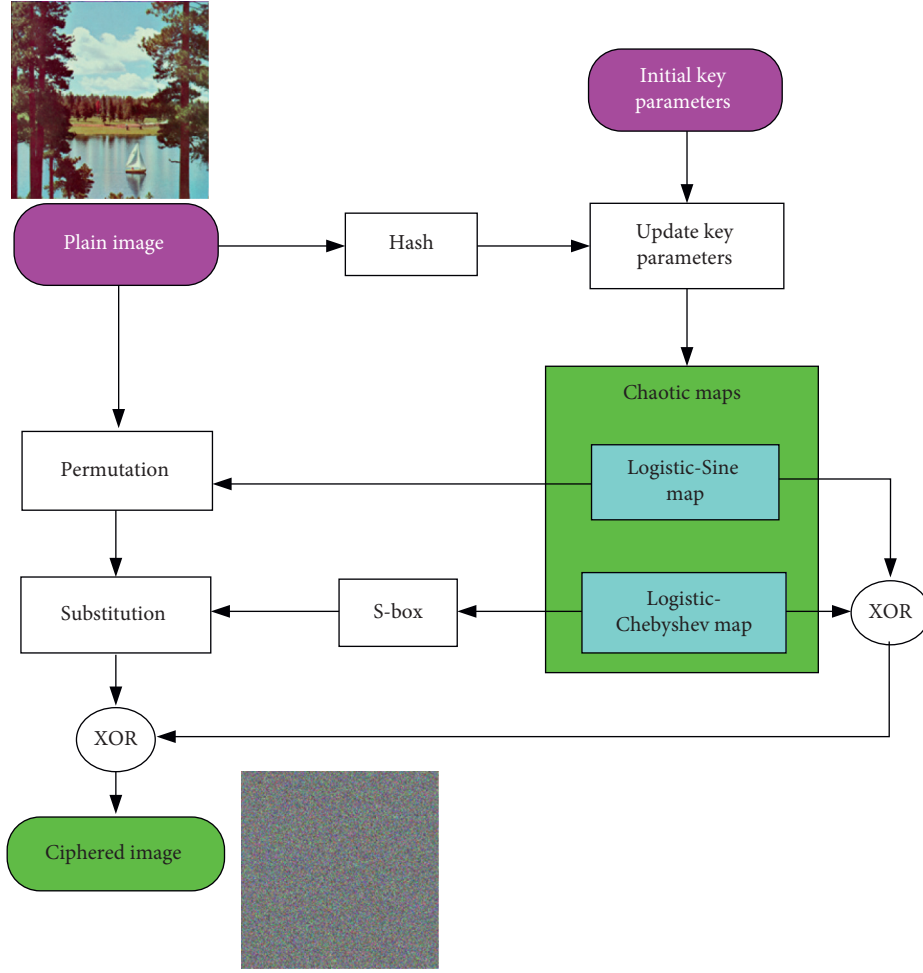 Initial key
parameters
Plain image
Hash
Update key
parameters
Chaotic maps
Permutation
Logistic-Sine
map
Substitution
S-box
Logistic-
Chebyshev map
XOR
XOR
Ciphered image